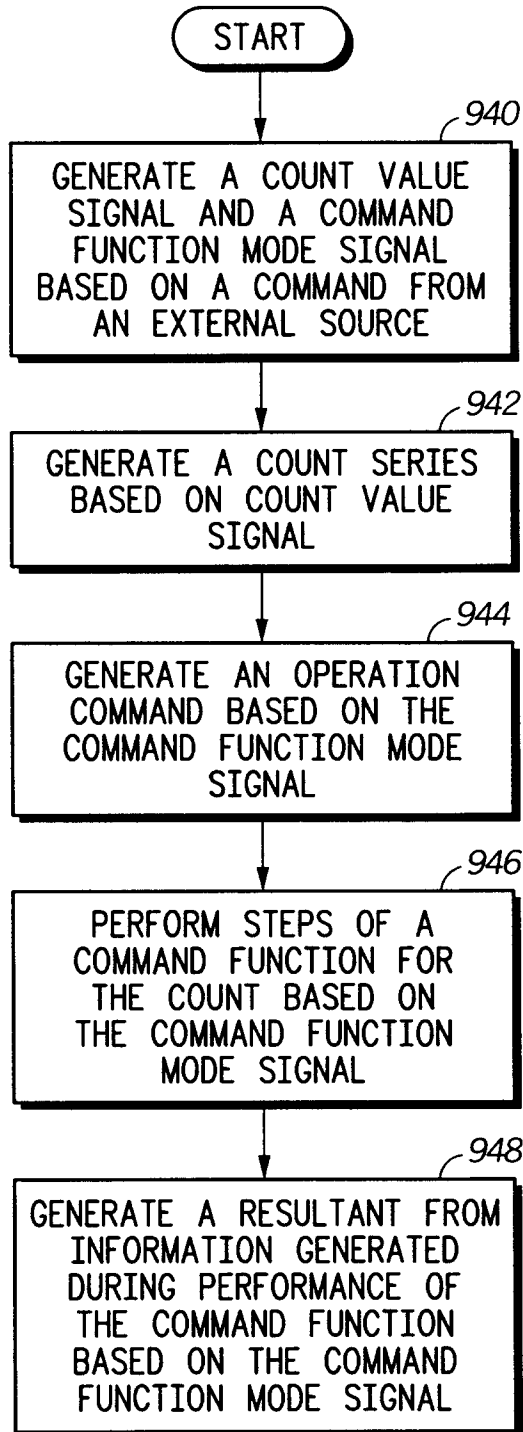 START
940
GENERATE A COUNT VALUE
SIGNAL AND A COMMAND
FUNCTION MODE SIGNAL
BASED ON A COMMAND FROM
AN EXTERNAL SOURCE
942
GENERATE A COUNT SERIES
BASED ON COUNT VALUE
SIGNAL
944
GENERATE AN OPERATION
COMMAND BASED ON THE
COMMAND FUNCTION MODE
SIGNAL
946
PERFORM STEPS OF A
COMMAND FUNCTION FOR
THE COUNT BASED ON
THE COMMAND FUNCTION
MODE SIGNAL
948
GENERATE A RESULTANT FROM
INFORMATION GENERATED
DURING PERFORMANCE OF
THE COMMAND FUNCTION
BASED ON THE COMMAND
FUNCTION MODE SIGNAL